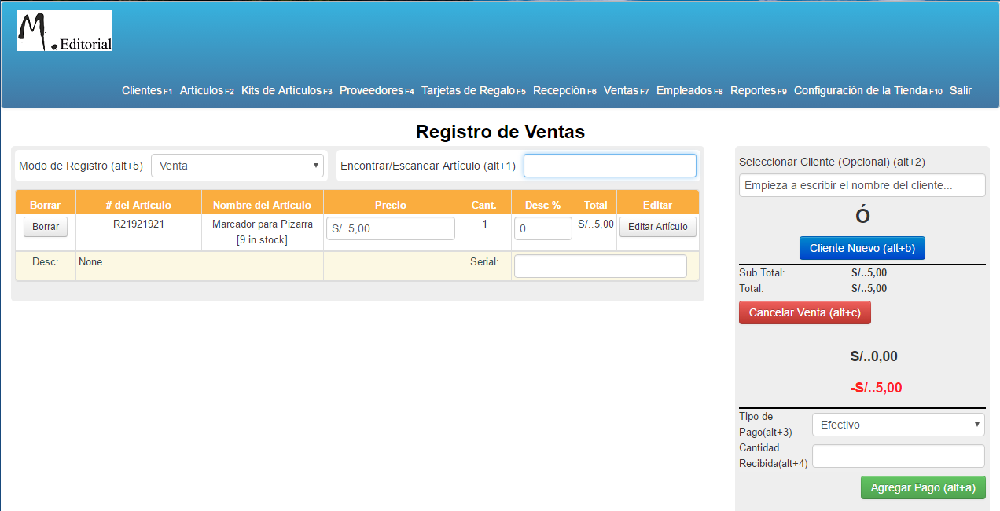 M.Editorial
Clientes F1 Artículos F2 Kits de Artículos F3 Proveedores F4 Tarjetas de Regalo F5 Recepción F6 Ventas F7 Empleados F8 Reportes F9 Configuración de la Tienda F10 Salir
Registro de Ventas
Modo de Registro (alt+5) Venta Encontrar/Escanear Artículo (alt+1)
Borrar # del Artículo Nombre del Artículo Precio Cant. Desc % Total Editar
Borrar R21921921 Marcador para Pizarra S/..5,00 1 0 S/..5,00 Editar Artículo
[9 in stock]
Desc: None Serial:
Seleccionar Cliente (Opcional) (alt+2)
Empieza a escribir el nombre del cliente...
Ó
Cliente Nuevo (alt+b)
Sub Total: S/..5,00
Total: S/..5,00
Cancelar Venta (alt+c)
S/..0,00
-S/..5,00
Tipo de
Pago(alt+3) Efectivo
Cantidad
Recibida(alt+4)
Agregar Pago (alt+a)